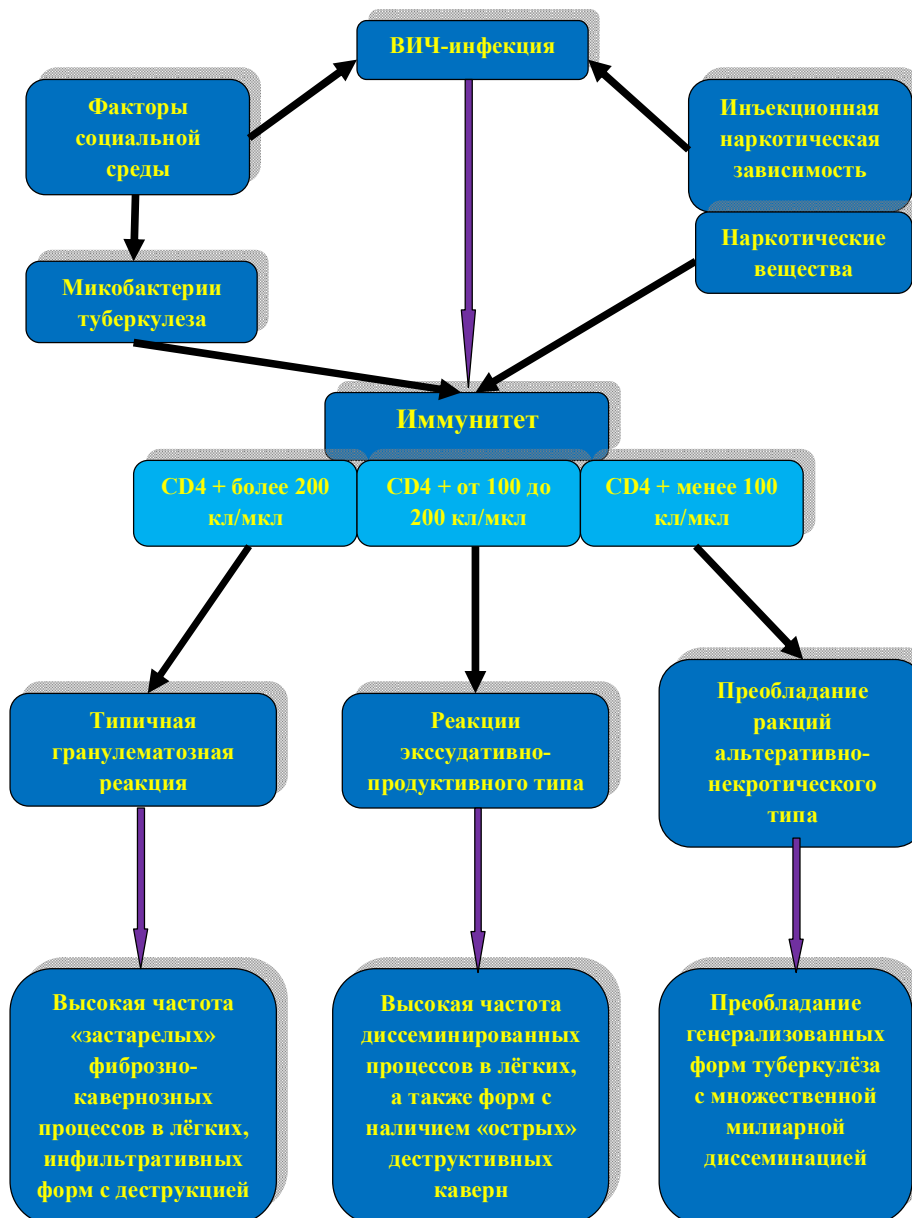 ВИЧ-инфекция
Факторы
социальной
среды
Инъекционная
наркотическая
зависимость
Наркотические
вещества
Микобактерии
туберкулеза
Иммунитет
CD4 + более 200
кл/мкл
CD4 + от 100 до
200 кл/мкл
CD4 + менее 100
кл/мкл
Типичная
гранулематозная
реакция
Реакции
экссудативно-
продуктивного типа
Преобладание
ракций
альтеративно-
некротического
типа
Высокая частота
«застарелых»
фиброзно-
кавернозных
процессов в лёгких,
инфильтративных
форм с деструкцией
Высокая частота
диссеминированных
процессов в лёгких,
а также форм с
наличием «острых»
деструктивных
каверн
Преобладание
генерализованных
форм туберкулёза
с множественной
милиарной
диссеминацией